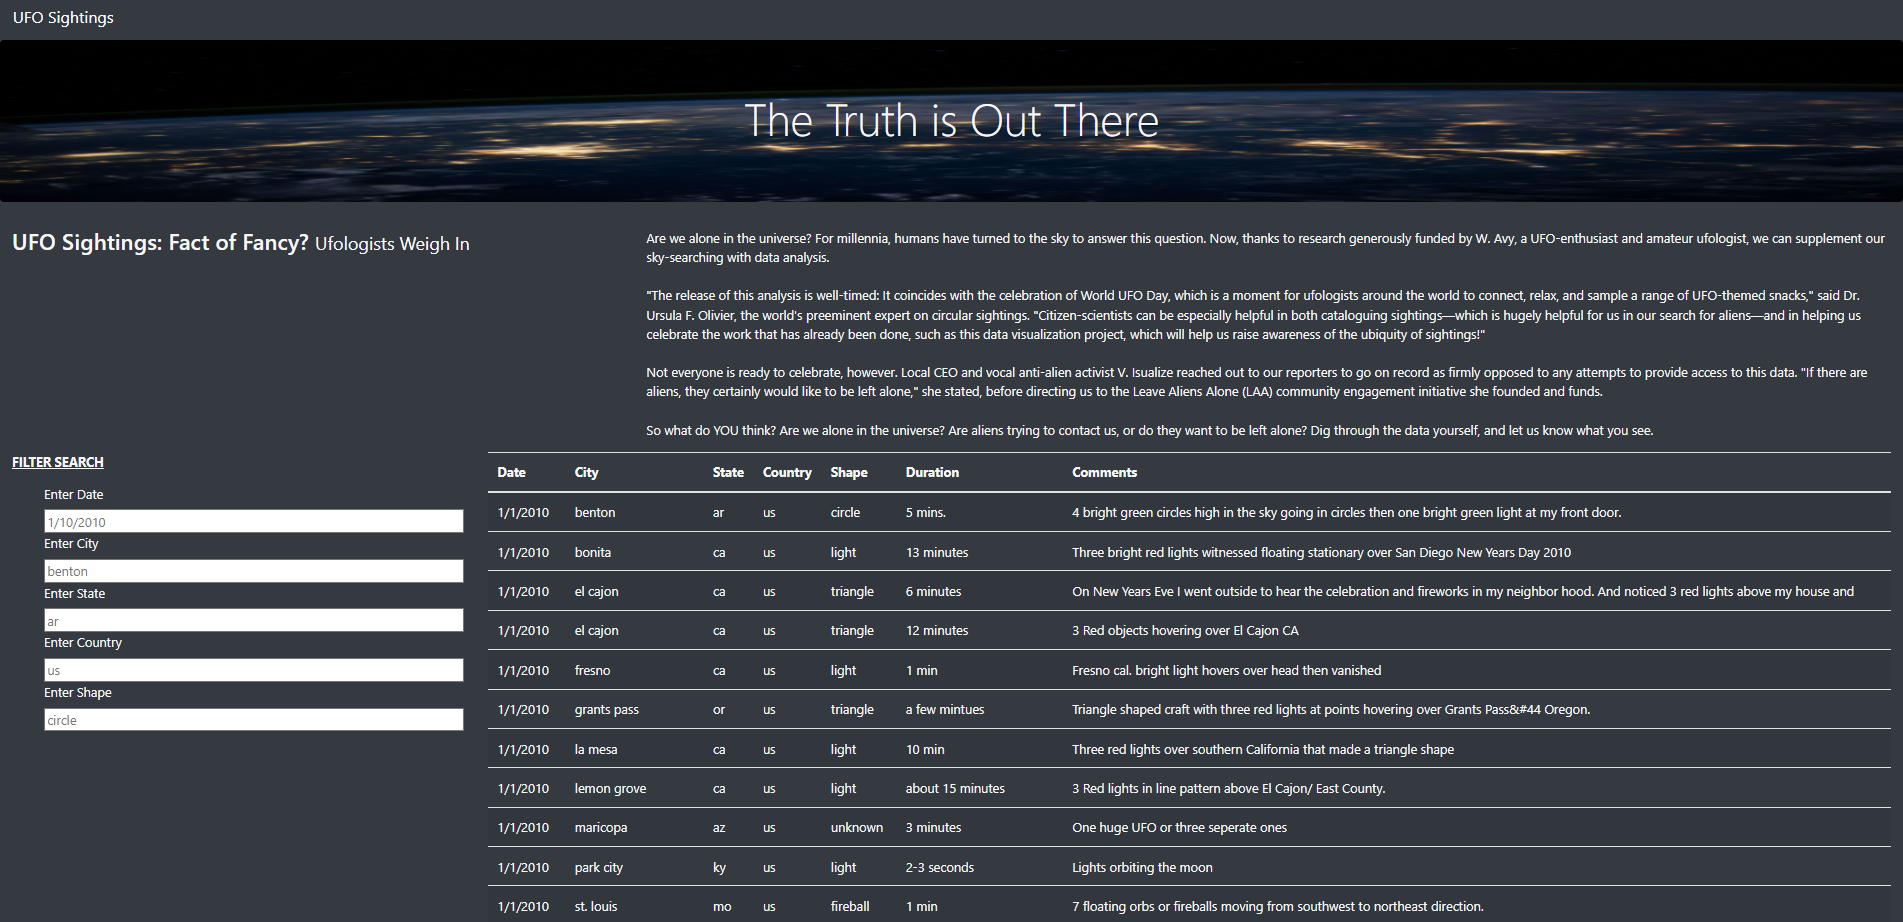 UFO Sightings
The Truth is Out There
UFO Sightings: Fact of Fancy? Ufologists Weigh In
Are we alone in the universe? For millennia, humans have turned to the sky to answer this question. Now, thanks to research generously funded by W. Avy, a UFO-enthusiast and amateur ufologist, we can supplement our
sky-searching with data analysis.
"The release of this analysis is well-timed: It coincides with the celebration of World UFO Day, which is a moment for ufologists around the world to connect, relax, and sample a range of UFO-themed snacks," said Dr.
Ursula F. Olivier, the world's preeminent expert on circular sightings. "Citizen-scientists can be especially helpful in both cataloguing sightings—which is hugely helpful for us in our search for aliens—and in helping us
celebrate the work that has already been done, such as this data visualization project, which will help us raise awareness of the ubiquity of sightings!"
Not everyone is ready to celebrate, however. Local CEO and vocal anti-alien activist V. Isualize reached out to our reporters to go on record as firmly opposed to any attempts to provide access to this data. "If there are
aliens, they certainly would like to be left alone," she stated, before directing us to the Leave Aliens Alone (LAA) community engagement initiative she founded and funds.
So what do YOU think? Are we alone in the universe? Are aliens trying to contact us, or do they want to be left alone? Dig through the data yourself, and let us know what you see.
FILTER SEARCH
Enter Date
1/10/2010
Enter City
benton
Enter State
ar
Enter Country
us
Enter Shape
circle
Date City State Country Shape Duration Comments
1/1/2010 benton ar us circle 5 mins. 4 bright green circles high in the sky going in circles then one bright green light at my front door.
1/1/2010 bonita ca us light 13 minutes Three bright red lights witnessed floating stationary over San Diego New Years Day 2010
1/1/2010 el cajon ca us triangle 6 minutes On New Years Eve I went outside to hear the celebration and fireworks in my neighbor hood. And noticed 3 red lights above my house and
1/1/2010 el cajon ca us triangle 12 minutes 3 Red objects hovering over El Cajon CA
1/1/2010 fresno ca us light 1 min Fresno cal. bright light hovers over head then vanished
1/1/2010 grants pass or us triangle a few mintues Triangle shaped craft with three red lights at points hovering over Grants Pass&#44 Oregon.
1/1/2010 la mesa ca us light 10 min Three red lights over southern California that made a triangle shape
1/1/2010 lemon grove ca us light about 15 minutes 3 Red lights in line pattern above El Cajon/ East County.
1/1/2010 maricopa az us unknown 3 minutes One huge UFO or three seperate ones
1/1/2010 park city ky us light 2-3 seconds Lights orbiting the moon
1/1/2010 st. louis mo us fireball 1 min 7 floating orbs or fireballs moving from southwest to northeast direction.